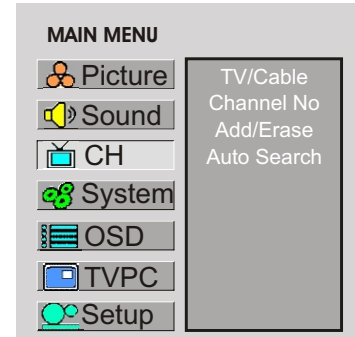 MAIN MENU
Picture
Sound
CH
System
OSD
TVPC
Setup
TV/Cable
Channel No
Add/Erase
Auto Search